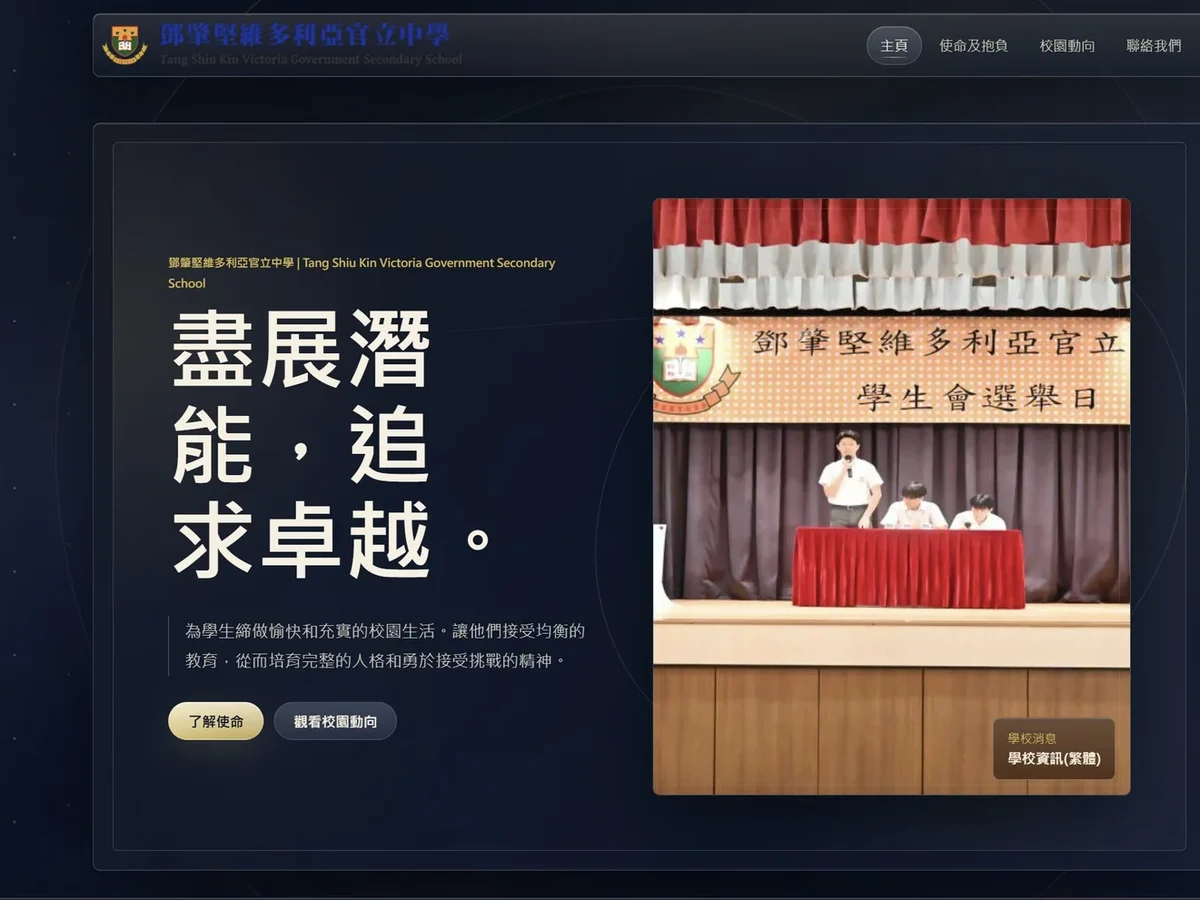 鄧肇堅維多利亞官立中學
Tang Shiu Kin Victoria Government Secondary School
主頁
使命及抱負
校園動向
聯絡我們
鄧肇堅維多利亞官立中學 | Tang Shiu Kin Victoria Government Secondary
School
盡展潛
能，追
求卓越。
為學生締做愉快和充實的校園生活。讓他們接受均衡的
教育，從而培育完整的人格和勇於接受挑戰的精神。
了解使命
觀看校園動向
鄧肇堅維多利亞官立
學生會選舉日
學校消息
學校資訊(繁體)